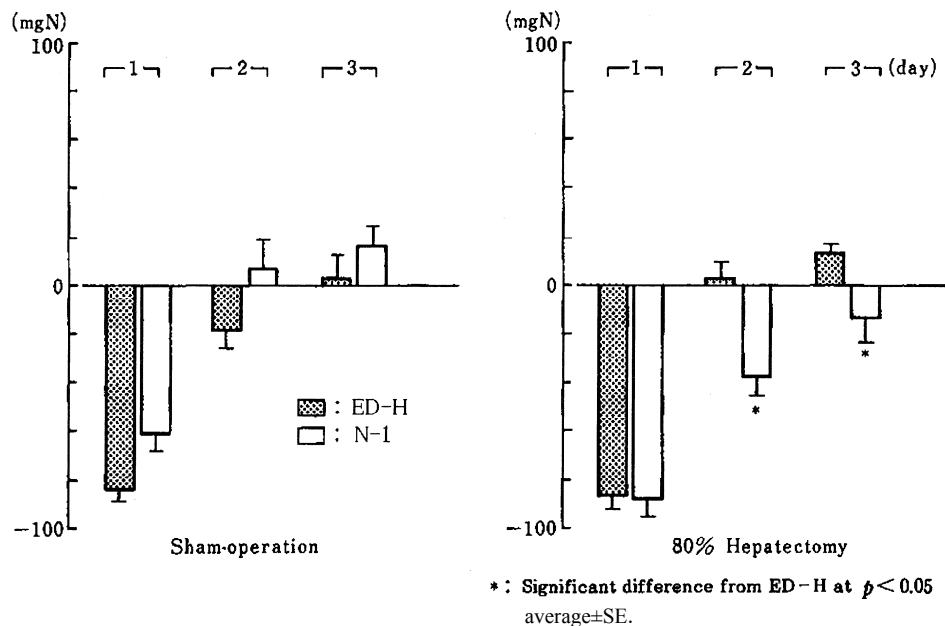 (mgN)
100
1 2 3
0
: ED-H
: N-1
-100
Sham-operation
(mgN)
100
1 2 3 (day)
0
* *
-100
80% Hepatectomy
*: Significant difference from ED-H at p<0.05
average±SE.